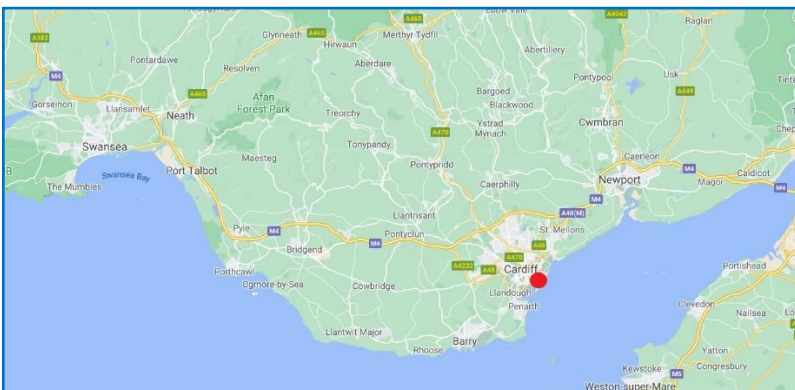 A465
Merthyr Tydfil
A465
A4042
Raglan
A483
Glynneath
Hirwaun
Abertillery
Pontardawe
Resolven
Aberdare
Pontypool
Usk
M4
A465
Afan
Forest Park
Bargoed
Blackwood
A449
Gorseinon
Llansamlet
Neath
Treorchy
Ystrad
Mynach
Cwmbran
A470
Swansea
Tonypandy
Maesteg
Pontypridd
Caerleon
Port Talbot
M4
Caldicot
The Mumbles
Swansea Bay
Caerphilly
Newport
Magor
M4
M4
Llantrisant
A48(M)
Pyle
M4
Pontyclun
St. Mellons
Bridgend
M4
A48
A470
Portishead
Porthcawl
A4232
A48
Cardiff
Ogmore-by-Sea
Cowbridge
Llandough
Clevedon
Penarth
Nailsea
Llantwit Major
Barry
Rhoose
Yatton
Kewstoke
Congresbury
M5
Weston-super-Mare